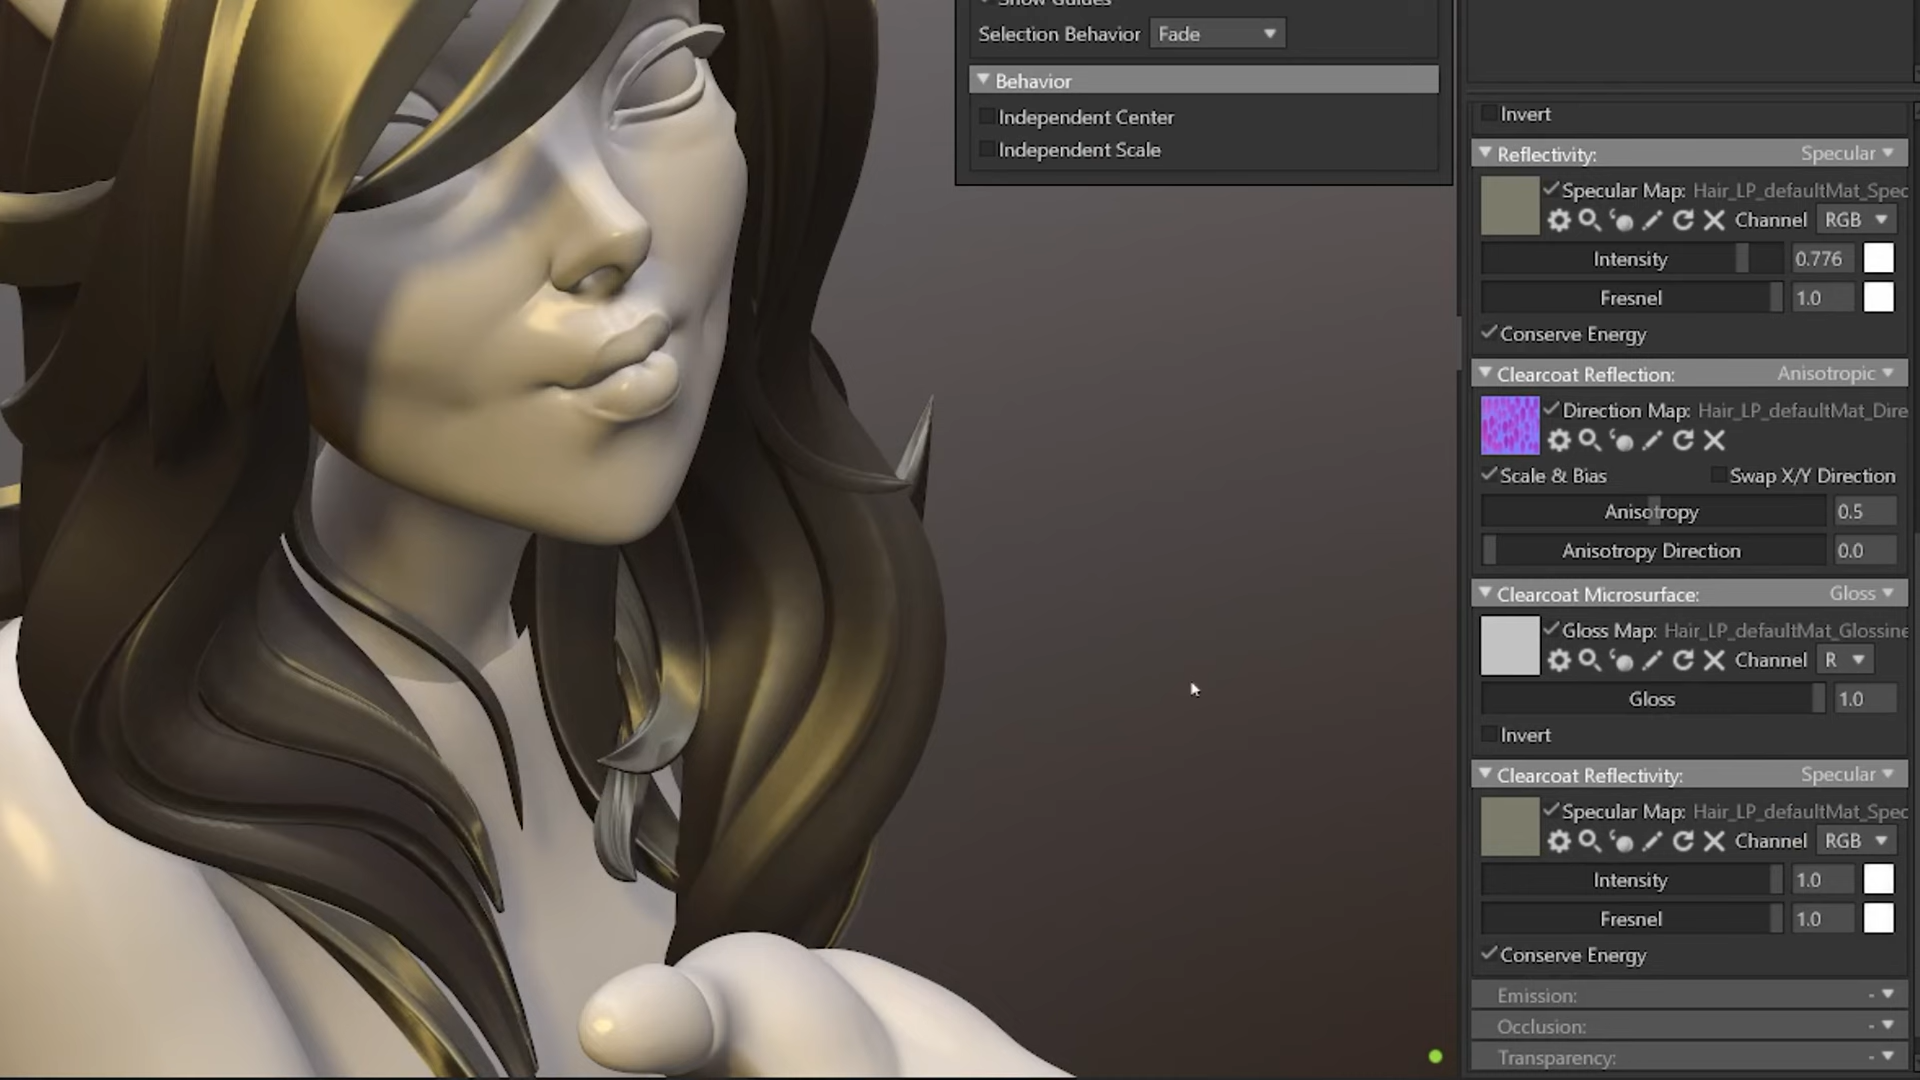 Show Guides
Selection Behavior Fade
Behavior
Independent Center
Independent Scale
Invert
Reflectivity: Specular
Specular Map: Hair_LP_defaultMat_Spec
Channel RGB
Intensity 0.776
Fresnel 1.0
Conserve Energy
Clearcoat Reflection: Anisotropic
Direction Map: Hair_LP_defaultMat_Dire
Scale & Bias Swap X/Y Direction
Anisotropy 0.5
Anisotropy Direction 0.0
Clearcoat Microsurface: Gloss
Gloss Map: Hair_LP_defaultMat_Glossine
Channel R
Gloss 1.0
Invert
Clearcoat Reflectivity: Specular
Specular Map: Hair_LP_defaultMat_Spec
Channel RGB
Intensity 1.0
Fresnel 1.0
Conserve Energy
Emission: -
Occlusion: -
Transparency: -